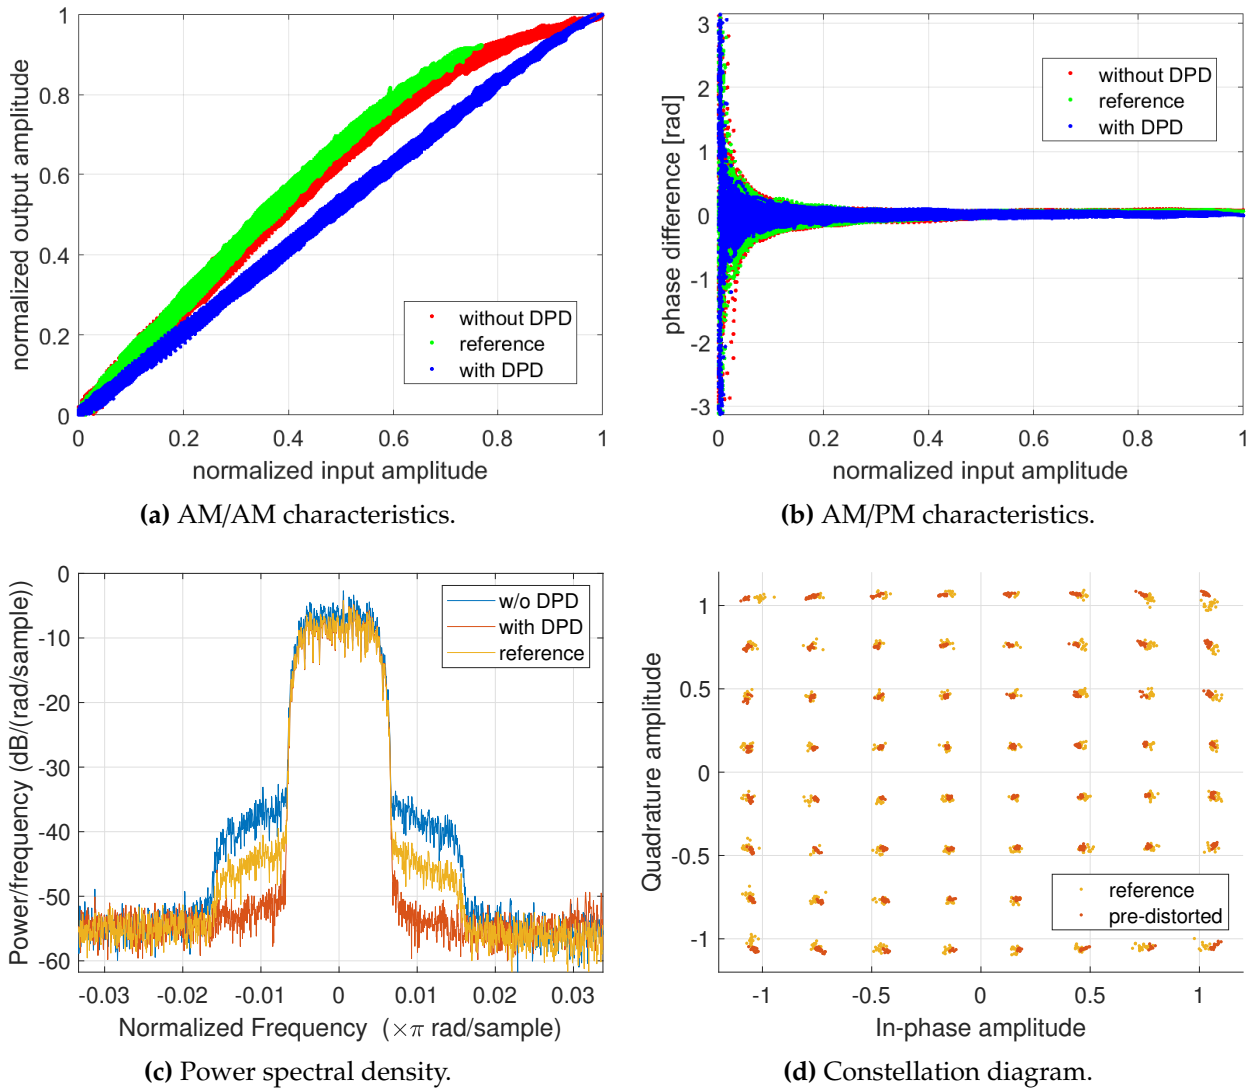 1
0.8
0.6
0.4
0.2
0
0
0.2
0.4
0.6
0.8
1
normalized output amplitude
normalized input amplitude
without DPD
reference
with DPD
(a) AM/AM characteristics.
3
2
1
0
-1
-2
-3
0
0.2
0.4
0.6
0.8
1
phase difference [rad]
normalized input amplitude
without DPD
reference
with DPD
(b) AM/PM characteristics.
0
-10
-20
-30
-40
-50
-60
-0.03
-0.02
-0.01
0
0.01
0.02
0.03
Power/frequency (dB/(rad/sample))
Normalized Frequency (×π rad/sample)
w/o DPD
with DPD
reference
(c) Power spectral density.
1
0.5
0
-0.5
-1
-1
-0.5
0
0.5
1
Quadrature amplitude
In-phase amplitude
reference
pre-distorted
(d) Constellation diagram.